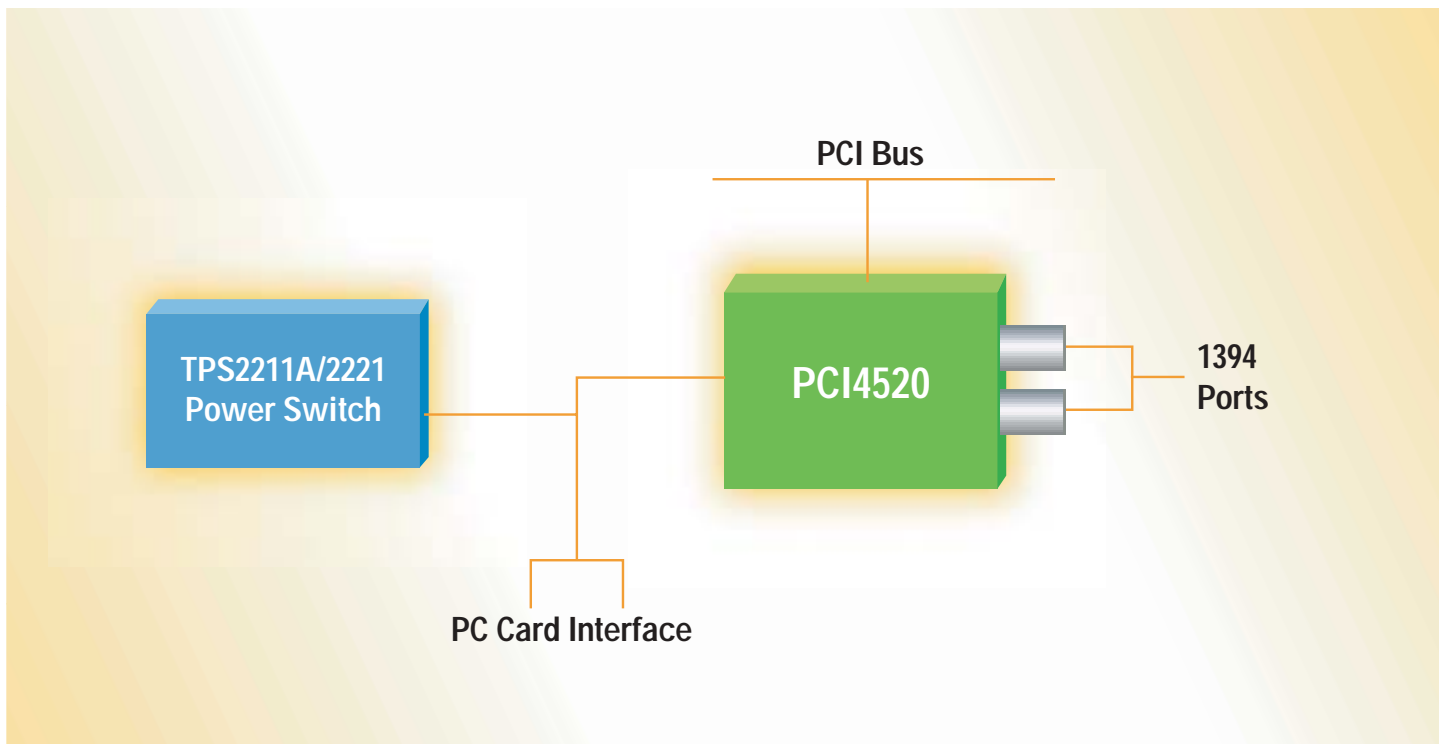 PCI Bus
TPS2211A/2221
Power Switch
PCI4520
1394
Ports
PC Card Interface